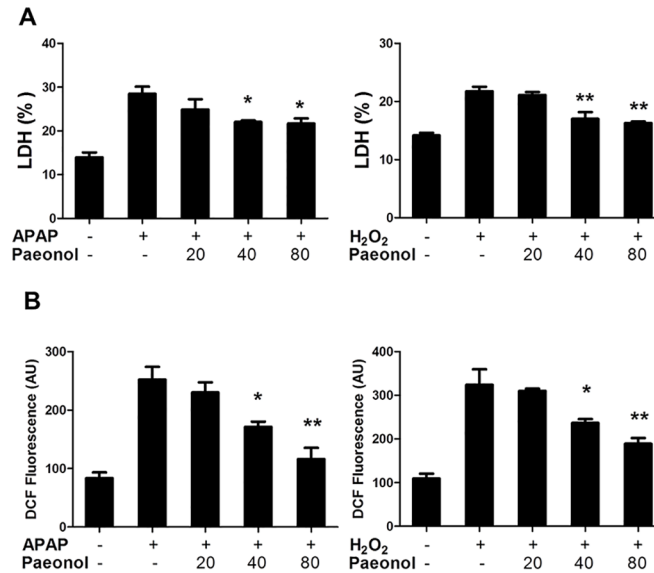 A
LDH (%)
40
30
20
10
0
*
*
APAP - + + + +
Paeonol - - 20 40 80
LDH (%)
30
20
10
0
**
**
H₂O₂ - + + + +
Paeonol - - 20 40 80
B
DCF Fluorescence (AU)
300
200
100
0
*
**
APAP - + + + +
Paeonol - - 20 40 80
DCF Fluorescence (AU)
400
300
200
100
0
*
**
H₂O₂ - + + + +
Paeonol - - 20 40 80